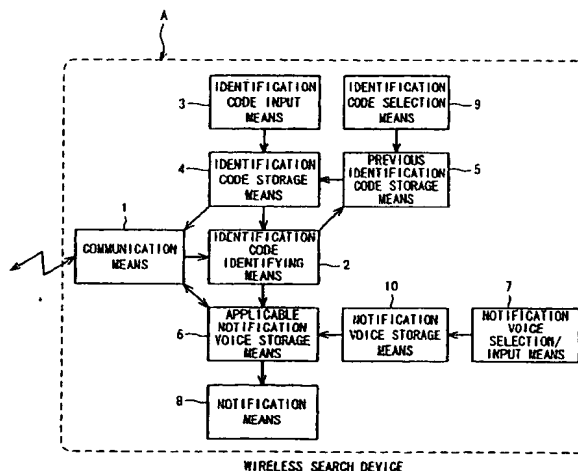 A
IDENTIFICATION
CODE INPUT
MEANS
3
IDENTIFICATION
CODE SELECTION
MEANS
9
IDENTIFICATION
CODE STORAGE
MEANS
4
PREVIOUS
IDENTIFICATION
CODE STORAGE
MEANS
5
1
COMMUNICATION
MEANS
IDENTIFICATION
CODE
IDENTIFYING
MEANS
2
APPLICABLE
NOTIFICATION
VOICE STORAGE
MEANS
6
10
NOTIFICATION
VOICE STORAGE
MEANS
7
NOTIFICATION
VOICE
SELECTION/
INPUT MEANS
8
NOTIFICATION
MEANS
WIRELESS SEARCH DEVICE